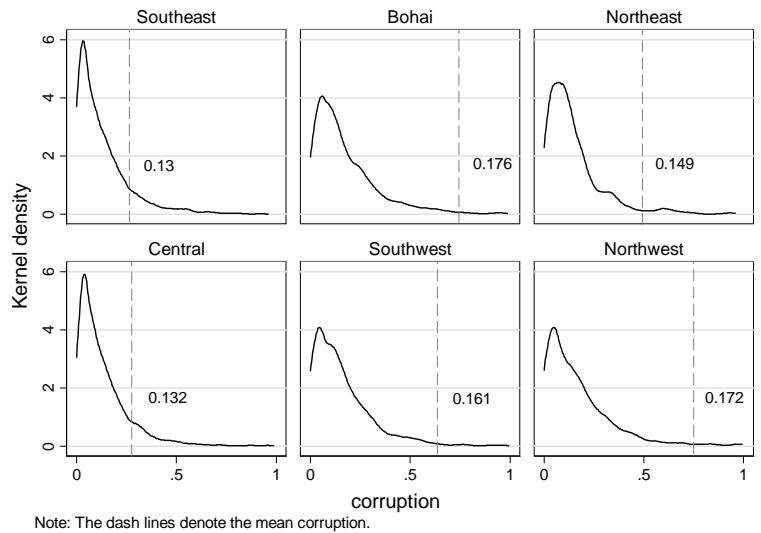 Southeast Bohai Northeast
6
4
2
0
0.13 0.176 0.149
Central Southwest Northwest
6
4
2
0
0.132 0.161 0.172
0 .5 1 0 .5 1 0 .5 1
Kernel density
corruption
Note: The dash lines denote the mean corruption.